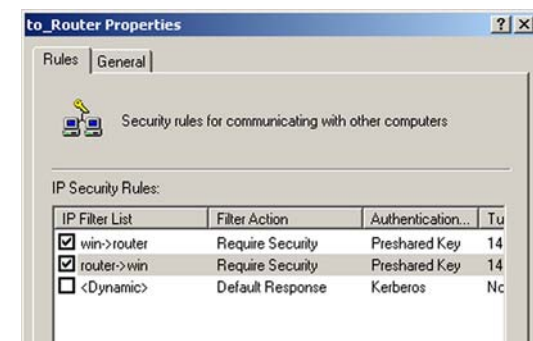 to_Router Properties
Rules General
Security rules for communicating with other computers
IP Security Rules:
IP Filter List Filter Action Authentication... Tu
win->router Require Security Preshared Key 14
router->win Require Security Preshared Key 14
<Dynamic> Default Response Kerberos Nc